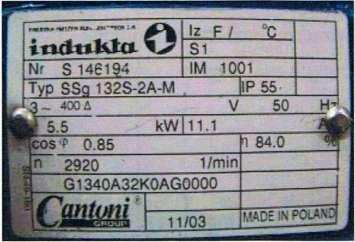 indukta Iz F / °C
S1
Nr S 146194 IM 1001
Typ SSg 132S-2A-M IP 55
3~ 400 Δ V 50 Hz
5.5 kW 11.1 A
cos φ 0.85 η 84.0 %
n 2920 1/min
G1340A32K0AG0000
Cantoni® GROUP 11/03 MADE IN POLAND